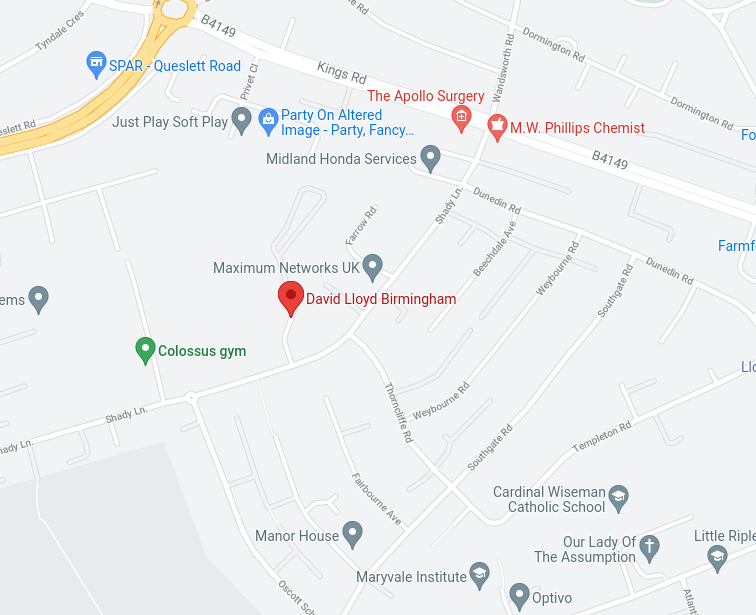 Tyndale Cres
B4149
Wandsworth Rd
Dormington Rd
SPAR - Queslett Road
Kings Rd
Privet Cl
The Apollo Surgery
Dormington Rd
Party On Altered
Image - Party, Fancy...
Just Play Soft Play
M.W. Phillips Chemist
eslett Rd
Fo
Midland Honda Services
B4149
Shady Ln.
Dunedin Rd
Farrow Rd
Beechdale Ave
Farmf
Weybourne Rd
Maximum Networks UK
Dunedin Rd
Southgate Rd
ems
David Lloyd Birmingham
Colossus gym
Llo
Weybourne Rd
Thorncliffe Rd
Shady Ln.
hady Ln.
Southgate Rd
Templeton Rd
Cardinal Wiseman
Catholic School
Fairbourne Ave
Manor House
Our Lady Of
The Assumption
Little Riple
Maryvale Institute
Optivo
Oscott Sch
Atlant